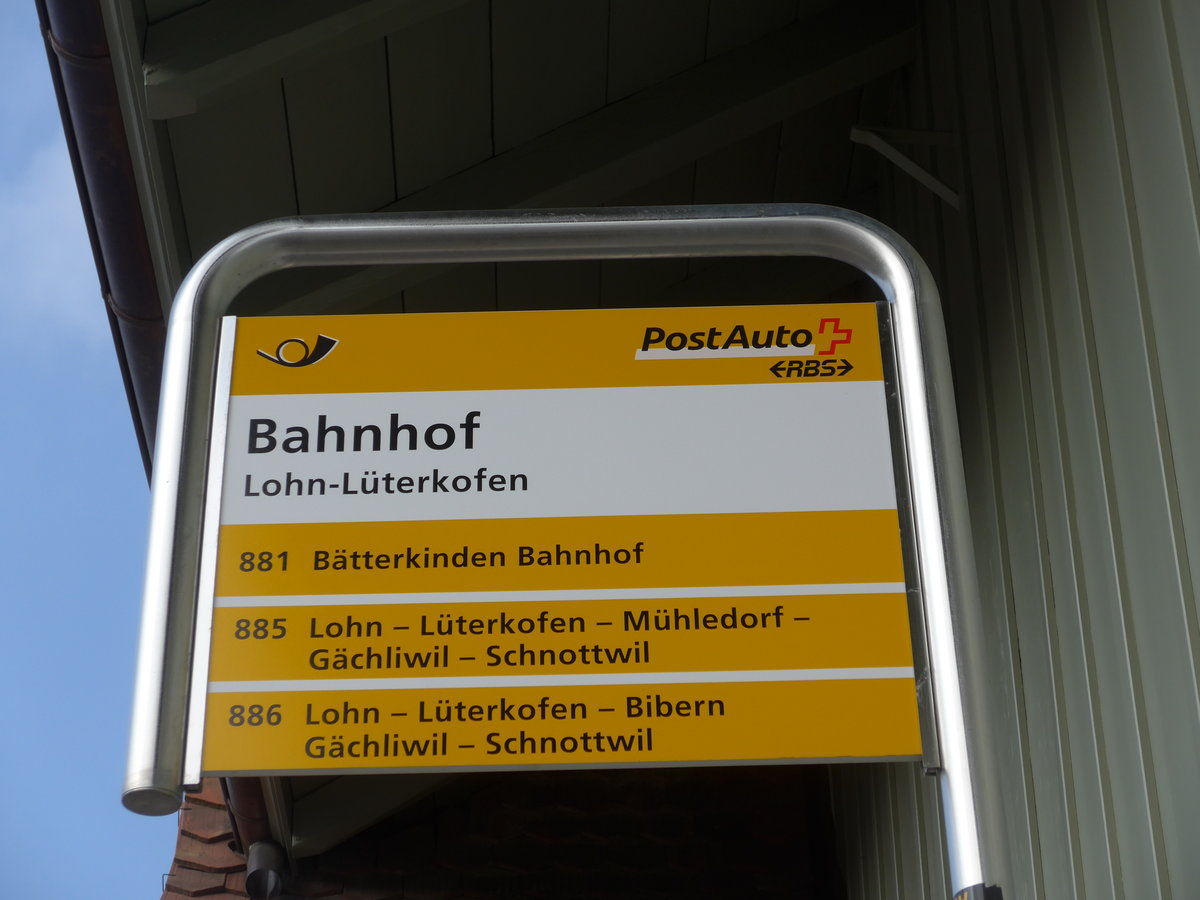 PostAuto
RBS
Bahnhof
Lohn-Lüterkofen
881 Bätterkinden Bahnhof
885 Lohn – Lüterkofen – Mühledorf –
Gächliwil – Schnottwil
886 Lohn – Lüterkofen – Bibern
Gächliwil – Schnottwil